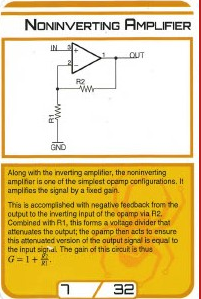 NONINVERTING AMPLIFIER
IN
3
+
1
OUT
2
-
R2
R1
GND
Along with the inverting amplifier, the noninverting
amplifier is one of the simplest opamp configurations. It
amplifies the signal by a fixed gain.
This is accomplished with negative feedback from the
output to the inverting input of the opamp via R2.
Combined with R1, this forms a voltage divider that
attenuates the output; the opamp then acts to ensure
this attenuated version of the output signal is equal to
the input signal. The gain of this circuit is thus
G = 1 + R2/R1.
7 / 32